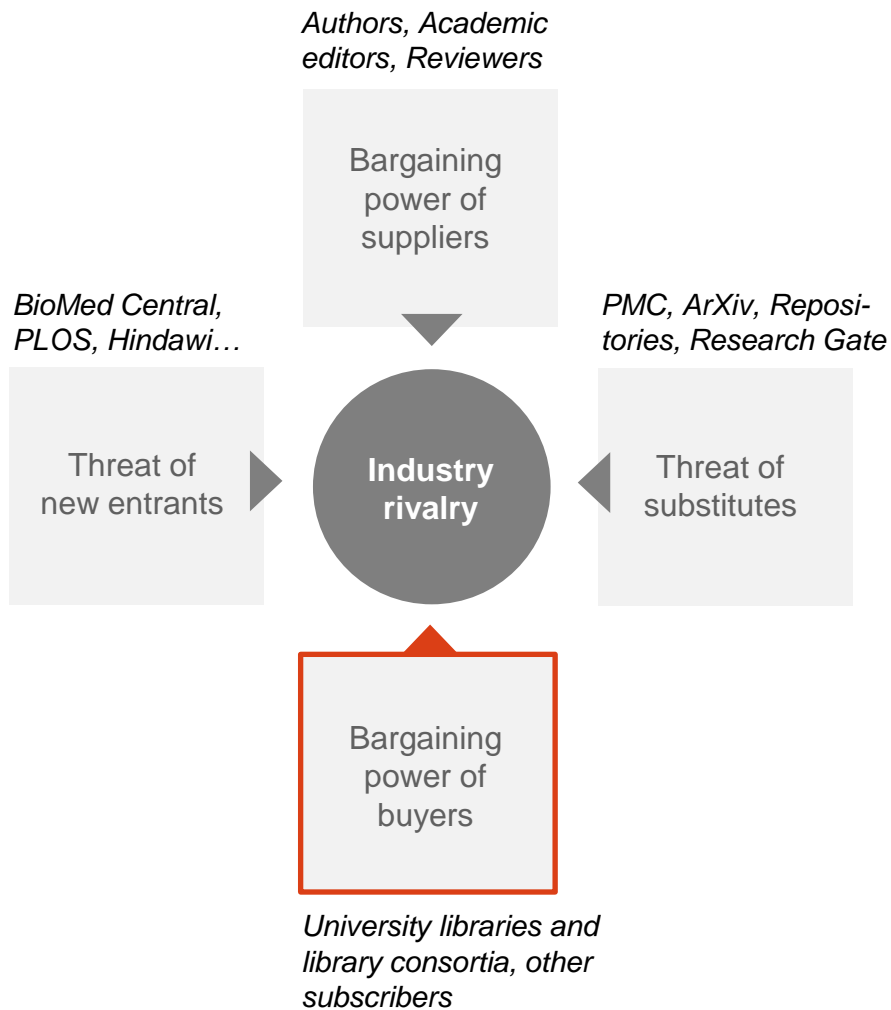 Authors, Academic
editors, Reviewers
Bargaining
power of
suppliers
BioMed Central,
PLOS, Hindawi…
PMC, ArXiv, Reposi-
tories, Research Gate
Threat of
new entrants
Industry
rivalry
Threat of
substitutes
Bargaining
power of
buyers
University libraries and
library consortia, other
subscribers